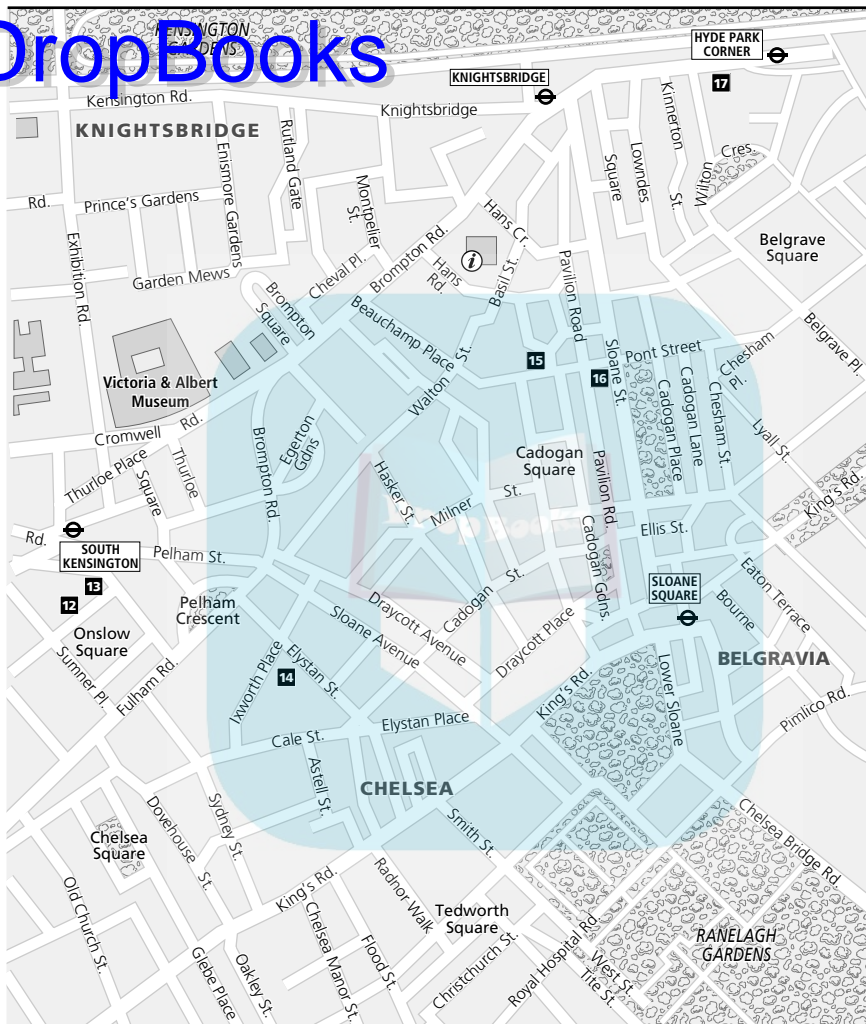 KENSINGTON
GARDENS
DropBooks
HYDE PARK
CORNER
KNIGHTSBRIDGE
17
Kensington Rd.
Knightsbridge
KNIGHTSBRIDGE
Rutland Gate
Enismore Gardens
Kinnerton
St.
Lowndes
Square
Wilton
Cres.
Rd.
Prince's Gardens
Montpelier
St.
Hans Cr.
Brompton Rd.
Belgrave
Square
Exhibition Rd.
Garden Mews
Cheval Pl.
Hans
Rd.
i
Basil St.
Pavilion Road
Brompton
Square
Beauchamp Place
Walton St.
15
16
Sloane St.
Pont Street
Chesham
Pl.
Belgrave Pl.
Victoria & Albert
Museum
Cadogan Place
Cadogan Lane
Chesham St.
Lyall St.
Cromwell Rd.
Thurloe Place
Thurloe
Square
Brompton Rd.
Egerton
Gdns
Hasker St.
Milner St.
Cadogan
Square
Pavilion Rd.
King's Rd.
Drop Books
Rd.
SOUTH
KENSINGTON
Pelham St.
Ellis St.
Cadogan Gdns.
SLOANE
SQUARE
Eaton Terrace
Bourne
13
12
Pelham
Crescent
Onslow
Square
Sumner Pl.
Fulham Rd.
Draycott Avenue
Sloane Avenue
Cadogan St.
Draycott Place
BELGRAVIA
Ixworth Place
14
Elystan St.
King's Rd.
Lower Sloane
Pimlico Rd.
Elystan Place
Cale St.
Astell St.
CHELSEA
Smith St.
Chelsea Bridge Rd.
Chelsea
Square
Dovehouse St.
Sydney St.
King's Rd.
Radnor Walk
Tedworth
Square
Old Church St.
Chelsea Manor St.
Flood St.
Glebe Place
Oakley St.
Christchurch St.
Royal Hospital Rd.
West St.
Tite St.
RANELAGH
GARDENS